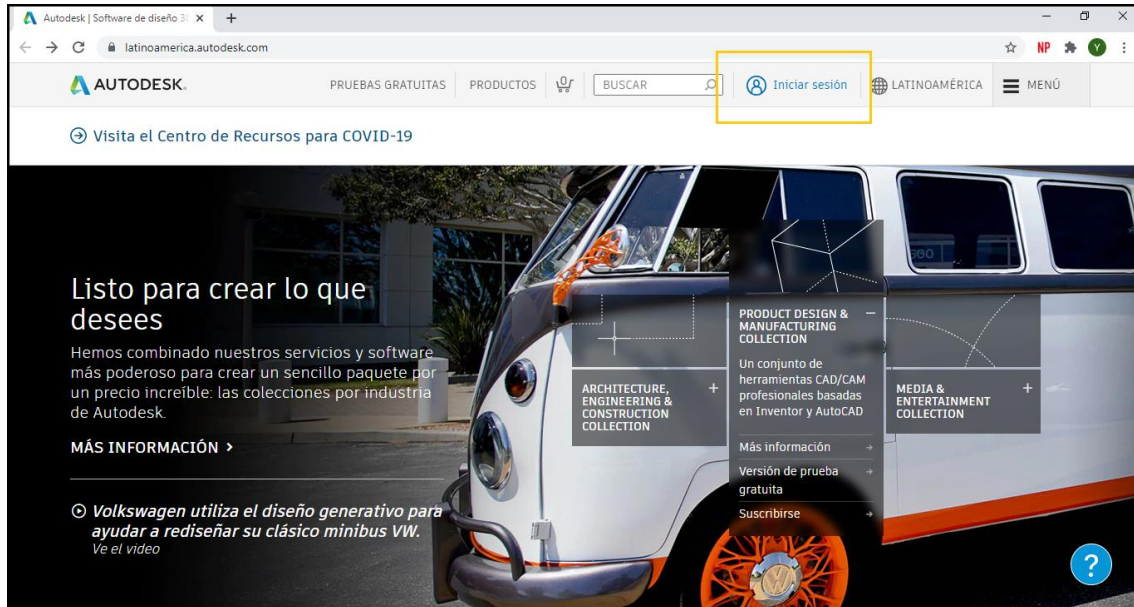 Autodesk | Software de diseño 3
latinoamerica.autodesk.com
NP
Y
AUTODESK.
PRUEBAS GRATUITAS
PRODUCTOS
0
BUSCAR
Iniciar sesión
LATINOAMÉRICA
MENÚ
Visita el Centro de Recursos para COVID-19
Listo para crear lo que
desees
Hemos combinado nuestros servicios y software
más poderoso para crear un sencillo paquete por
un precio increíble: las colecciones por industria
de Autodesk.
MÁS INFORMACIÓN >
Volkswagen utiliza el diseño generativo para
ayudar a rediseñar su clásico minibus VW.
Ve el video
ARCHITECTURE,
ENGINEERING &
CONSTRUCTION
COLLECTION
+
PRODUCT DESIGN &
MANUFACTURING
COLLECTION
–
Un conjunto de
herramientas CAD/CAM
profesionales basadas
en Inventor y AutoCAD
Más información
Versión de prueba
gratuita
Suscribirse
MEDIA &
ENTERTAINMENT
COLLECTION
+
?